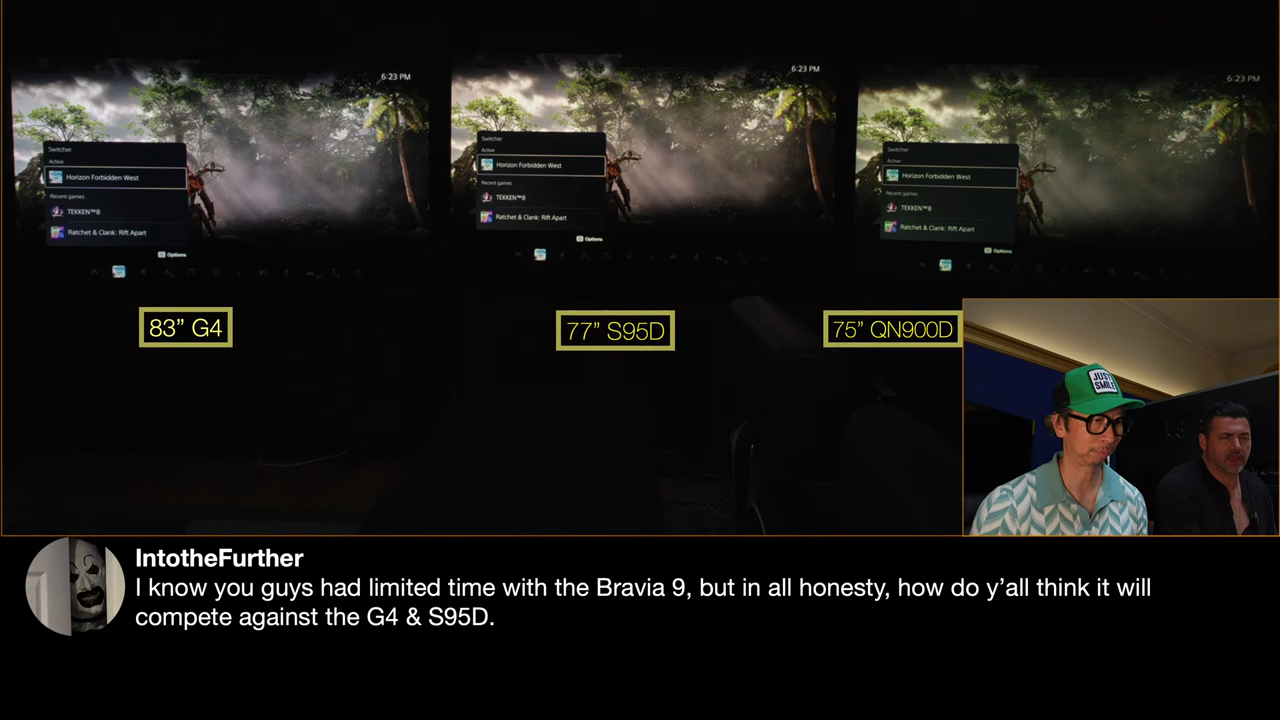 6:23 PM
Switcher
Active
Horizon Forbidden West
Recent games
TEKKEN™8
Ratchet & Clank: Rift Apart
Options
6:23 PM
Switcher
Active
Horizon Forbidden West
Recent games
TEKKEN™8
Ratchet & Clank: Rift Apart
Options
6:23 PM
Switcher
Active
Horizon Forbidden West
Recent games
TEKKEN™8
Ratchet & Clank: Rift Apart
Options
83” G4
77” S95D
75” QN900D
JUST
SMILE
IntotheFurther
I know you guys had limited time with the Bravia 9, but in all honesty, how do y’all think it will
compete against the G4 & S95D.